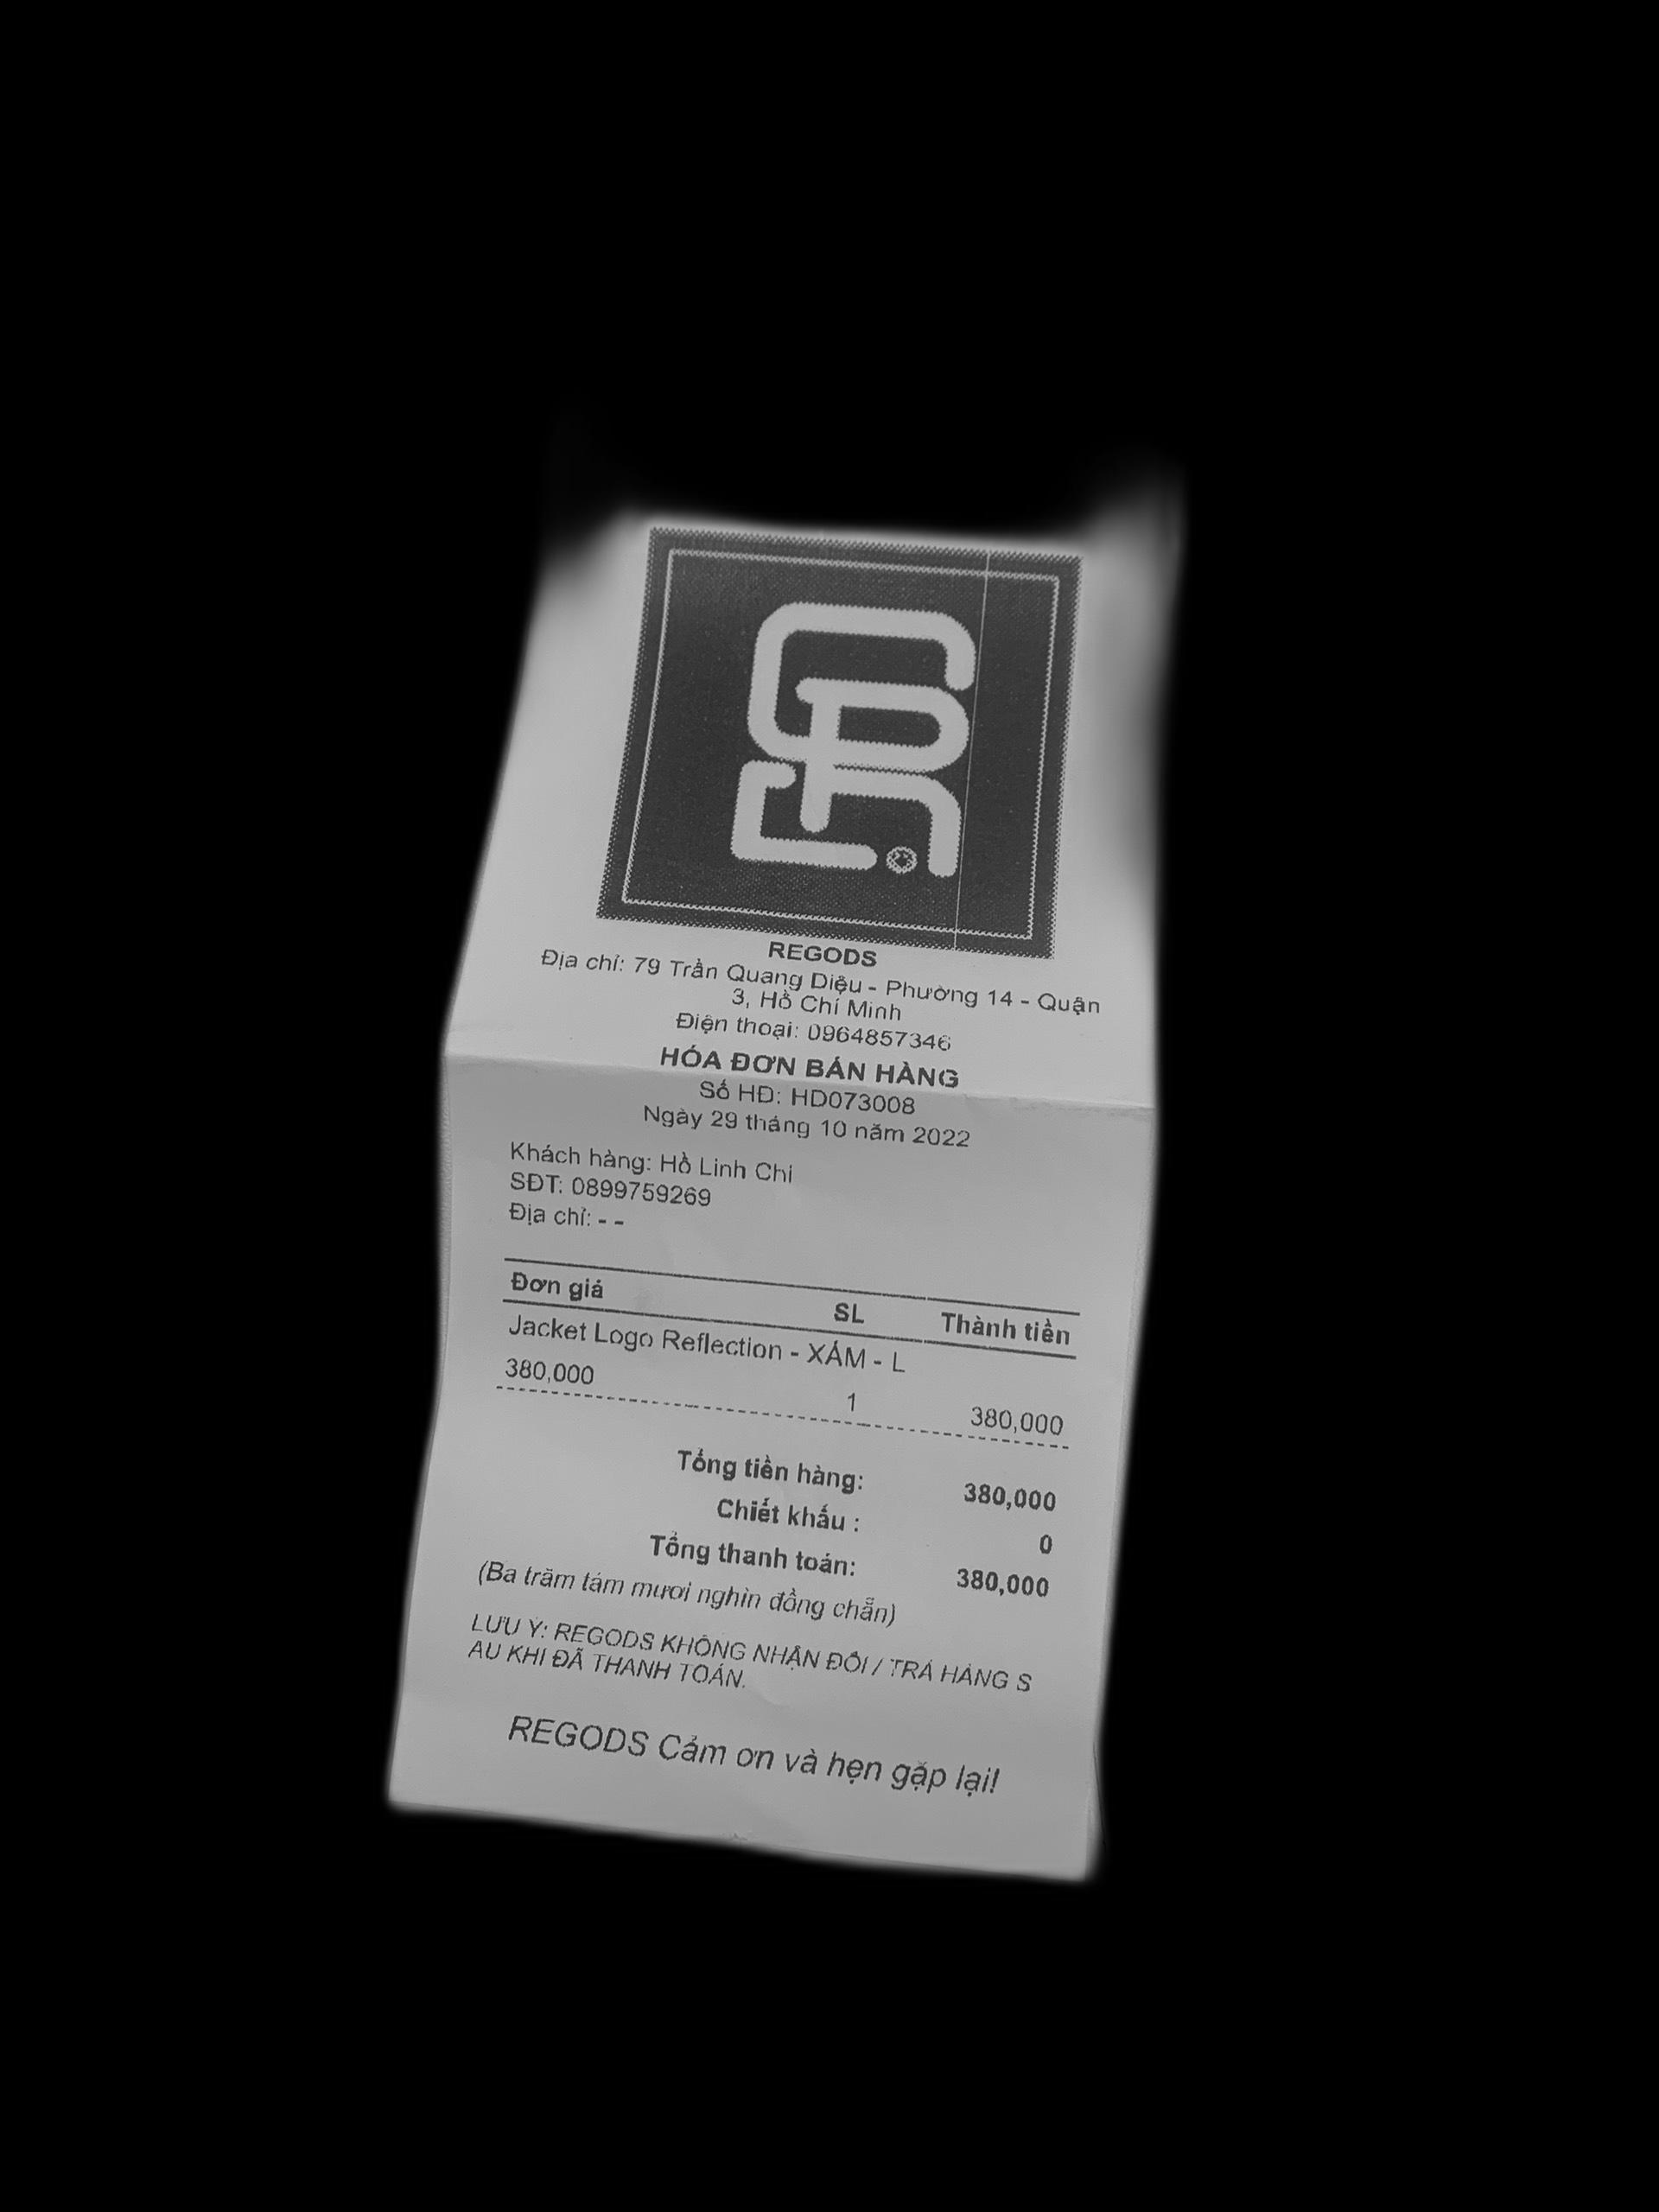 REGODS
Địa chỉ: 79 Trần Quang Diệu - Phường 14 - Quận
3, Hồ Chí Minh
Điện thoại: 0964857346
HÓA ĐƠN BÁN HÀNG
Số HĐ: HD073008
Ngày 29 tháng 10 năm 2022
Khách hàng: Hồ Linh Chi
SĐT: 0899759269
Địa chỉ: - -
Đơn giá SL Thành tiền
Jacket Logo Reflection - XÁM - L
380,000 1 380,000
Tổng tiền hàng: 380,000
Chiết khấu : 0
Tổng thanh toán: 380,000
(Ba trăm tám mươi nghìn đồng chẵn)
LƯU Ý: REGODS KHÔNG NHẬN ĐỔI / TRẢ HÀNG S
AU KHI ĐÃ THANH TOÁN.
REGODS Cảm ơn và hẹn gặp lại!